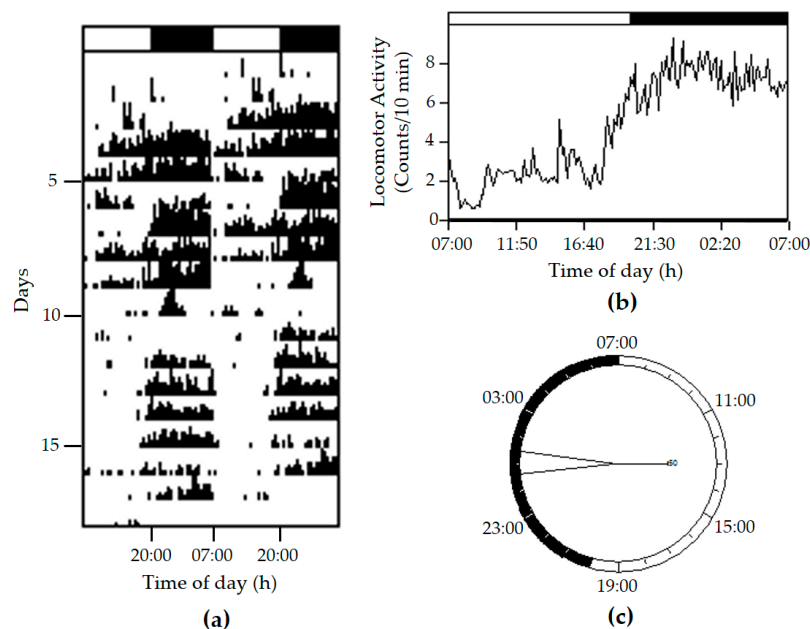 Days
5
10
15
20:00 07:00 20:00
Time of day (h)
(a)
Locomotor Activity
(Counts/10 min)
8
6
4
2
0
07:00 11:50 16:40 21:30 02:20 07:00
Time of day (h)
(b)
07:00
03:00 11:00
23:00 15:00
19:00
(c)